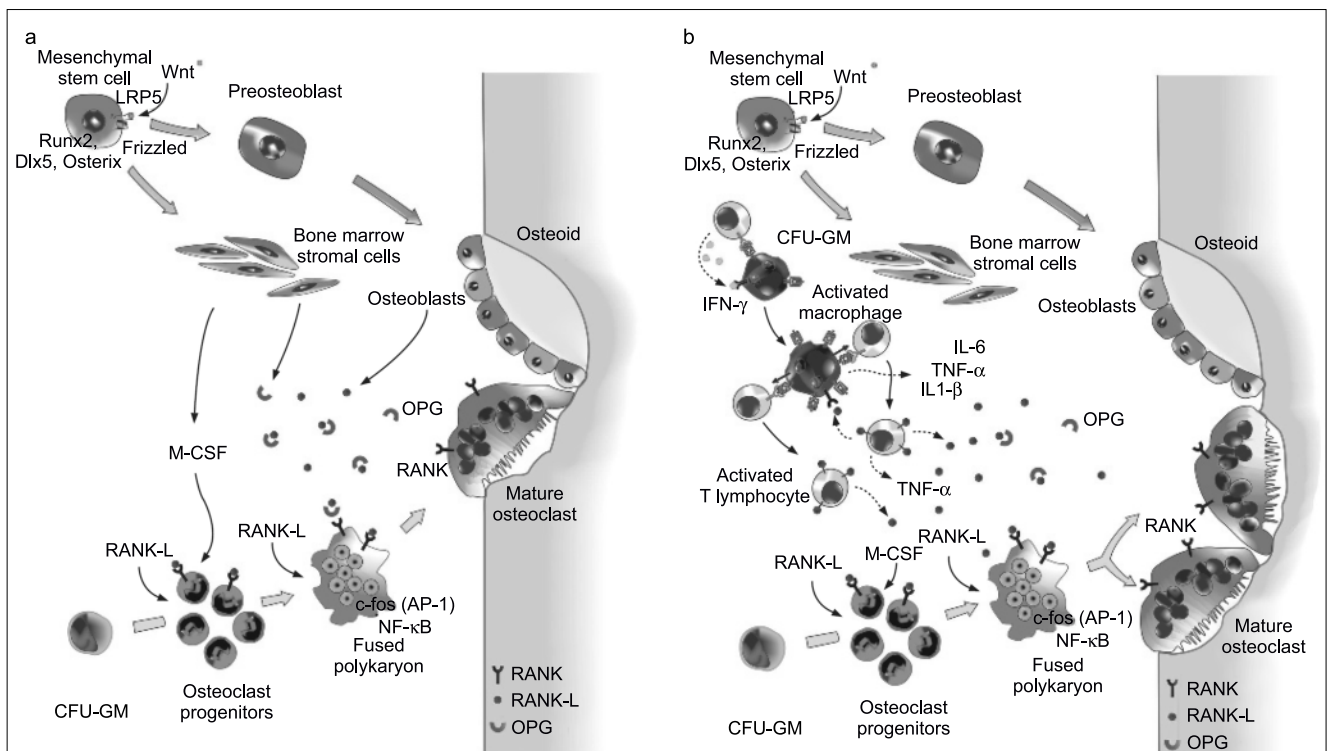 a
Mesenchymal
stem cell
Wnt
LRP5
Preosteoblast
Runx2,
Dlx5, Osterix
Frizzled
Bone marrow
stromal cells
Osteoid
Osteoblasts
OPG
M-CSF
RANK
Mature
osteoclast
RANK-L
RANK-L
c-fos (AP-1)
NF-κB
Fused
polykaryon
Osteoclast
progenitors
CFU-GM
RANK
RANK-L
OPG
b
Mesenchymal
stem cell
Wnt
LRP5
Preosteoblast
Runx2,
Dlx5, Osterix
Frizzled
CFU-GM
Bone marrow
stromal cells
Osteoid
IFN-γ
Activated
macrophage
Osteoblasts
IL-6
TNF-α
IL1-β
OPG
Activated
T lymphocyte
TNF-α
RANK
RANK-L
M-CSF
RANK-L
c-fos (AP-1)
NF-κB
Fused
polykaryon
Mature
osteoclast
Osteoclast
progenitors
CFU-GM
RANK
RANK-L
OPG